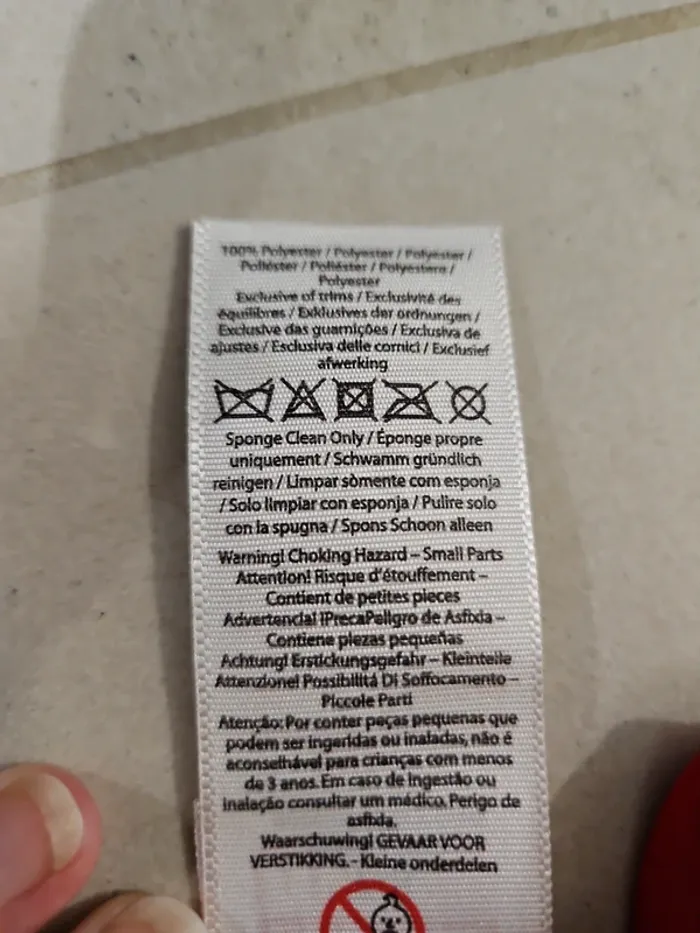 100% Polyester / Polyester / Polyester /
Poliéster / Poliéster / Polyestere /
Polyester
Exclusive of trims / Exclusivité des
équilibres / Exklusives der ordnungen /
Exclusive das guarnições / Exclusiva de
ajustes / Esclusiva delle cornici / Exclusief
afwerking
Sponge Clean Only / Éponge propre
uniquement / Schwamm gründlich
reinigen / Limpar sòmente com esponja
/ Solo limpiar con esponja / Pulire solo
con la spugna / Spons Schoon alleen
Warning! Choking Hazard – Small Parts
Attention! Risque d'étouffement –
Contient de petites pieces
Advertencia! ¡PrecaPeligro de Asfixia –
Contiene piezas pequeñas
Achtung! Erstickungsgefahr – Kleinteile
Attenzione! Possibilitá Di Soffocamento –
Piccole Parti
Atenção: Por conter peças pequenas que
podem ser ingeridas ou inaladas, não é
aconselhável para crianças com menos
de 3 anos. Em caso de ingestão ou
inalação consultar um médico. Perigo de
asfixia.
Waarschuwing! GEVAAR VOOR
VERSTIKKING. - Kleine onderdelen